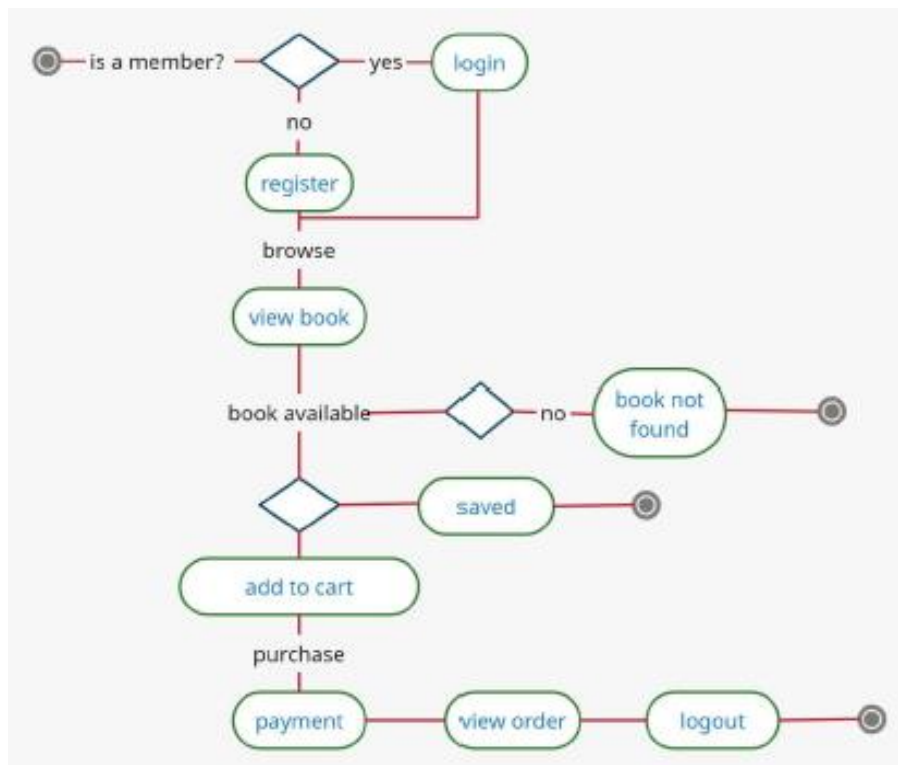 is a member?
yes
login
no
register
browse
view book
book available
no
book not
found
saved
add to cart
purchase
payment
view order
logout